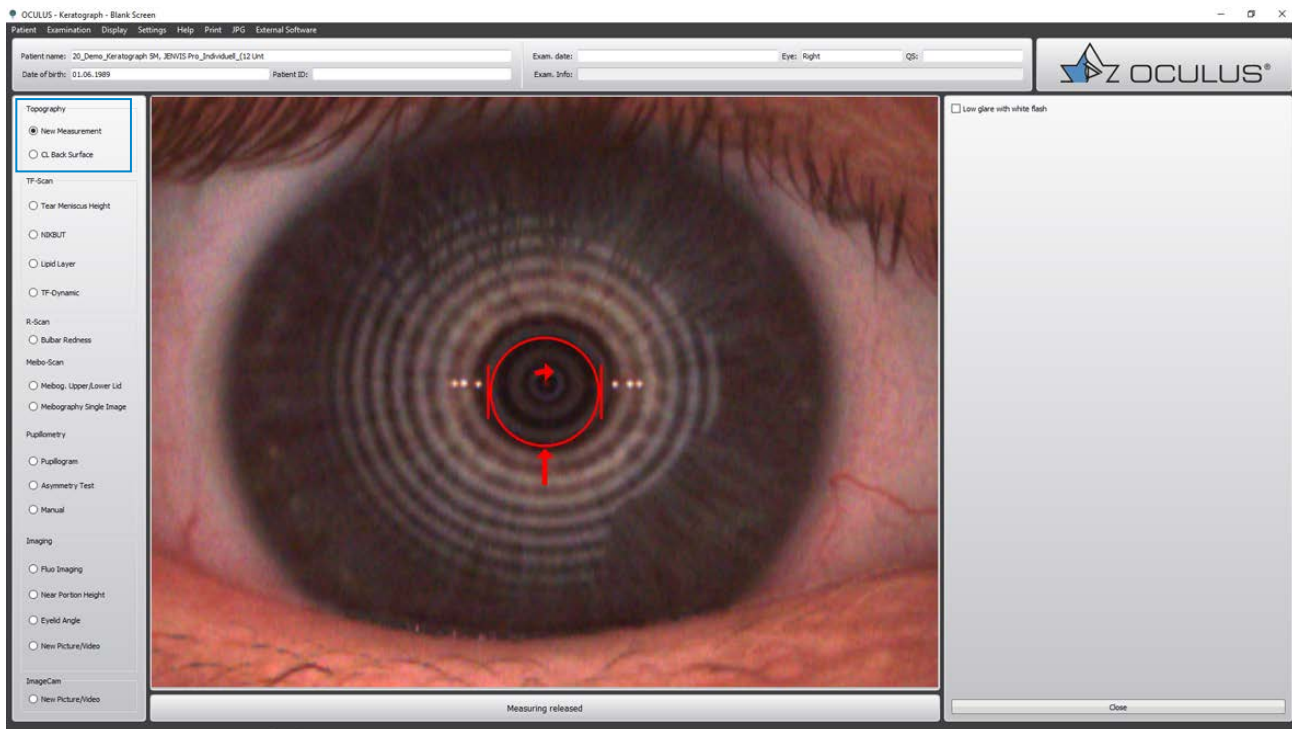 OCULUS - Keratograph - Blank Screen
Patient Examination Display Settings Help Print JPG External Software
Patient name: 20_Demo_Keratograph 5M, JENVIS Pro_Individuell_(12 Unt
Exam. date:
Eye: Right
QS:
Date of birth: 01.06.1989
Patient ID:
Exam. Info:
OCULUS®
Topography
New Measurement
CL Back Surface
TF-Scan
Tear Meniscus Height
NIKBUT
Lipid Layer
TF-Dynamic
R-Scan
Bulbar Redness
Meibo-Scan
Meibog. Upper/Lower Lid
Meibography Single Image
Pupillometry
Pupillogram
Asymmetry Test
Manual
Imaging
Fluo Imaging
Near Portion Height
Eyelid Angle
New Picture/Video
ImageCam
New Picture/Video
Measuring released
Low glare with white flash
Close